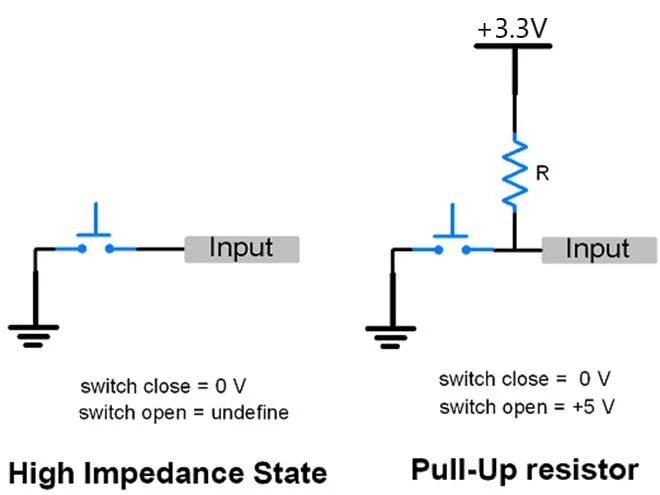 +3.3V
R
Input
Input
switch close = 0 V
switch open = undefine
switch close = 0 V
switch open = +5 V
High Impedance State
Pull-Up resistor